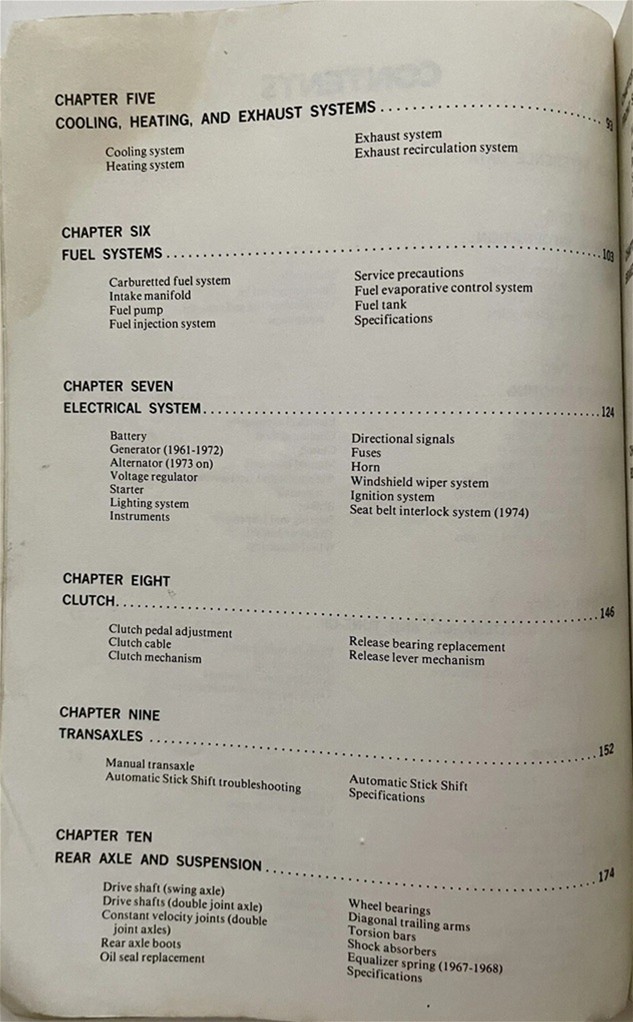 CHAPTER FIVE
COOLING, HEATING, AND EXHAUST SYSTEMS . . . . . . . . . . . . . . . . . . . . . . . . . . . . . 93
Cooling system
Heating system
Exhaust system
Exhaust recirculation system
CHAPTER SIX
FUEL SYSTEMS . . . . . . . . . . . . . . . . . . . . . . . . . . . . . . . . . . . . . . . . . . . . . . . . . . . . 103
Carburetted fuel system
Intake manifold
Fuel pump
Fuel injection system
Service precautions
Fuel evaporative control system
Fuel tank
Specifications
CHAPTER SEVEN
ELECTRICAL SYSTEM . . . . . . . . . . . . . . . . . . . . . . . . . . . . . . . . . . . . . . . . . . . . . . . . 124
Battery
Generator (1961-1972)
Alternator (1973 on)
Voltage regulator
Starter
Lighting system
Instruments
Directional signals
Fuses
Horn
Windshield wiper system
Ignition system
Seat belt interlock system (1974)
CHAPTER EIGHT
CLUTCH . . . . . . . . . . . . . . . . . . . . . . . . . . . . . . . . . . . . . . . . . . . . . . . . . . . . . . . . . . 146
Clutch pedal adjustment
Clutch cable
Clutch mechanism
Release bearing replacement
Release lever mechanism
CHAPTER NINE
TRANSAXLES . . . . . . . . . . . . . . . . . . . . . . . . . . . . . . . . . . . . . . . . . . . . . . . . . . . . . . 152
Manual transaxle
Automatic Stick Shift troubleshooting
Automatic Stick Shift
Specifications
CHAPTER TEN
REAR AXLE AND SUSPENSION . . . . . . . . . . . . . . . . . . . . . . . . . . . . . . . . . . . . . . . . 174
Drive shaft (swing axle)
Drive shafts (double joint axle)
Constant velocity joints (double
joint axles)
Rear axle boots
Oil seal replacement
Wheel bearings
Diagonal trailing arms
Torsion bars
Shock absorbers
Equalizer spring (1967-1968)
Specifications